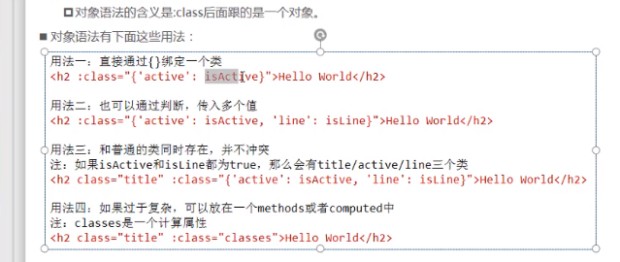 对象语法的含义是:class后面跟的是一个对象。
对象语法有下面这些用法：
用法一：直接通过{}绑定一个类
<h2 :class="{'active': isActive}">Hello World</h2>
用法二：也可以通过判断，传入多个值
<h2 :class="{'active': isActive, 'line': isLine}">Hello World</h2>
用法三：和普通的类同时存在，并不冲突
注：如果isActive和isLine都为true，那么会有title/active/line三个类
<h2 class="title" :class="{'active': isActive, 'line': isLine}">Hello World</h2>
用法四：如果过于复杂，可以放在一个methods或者computed中
注：classes是一个计算属性
<h2 class="title" :class="classes">Hello World</h2>